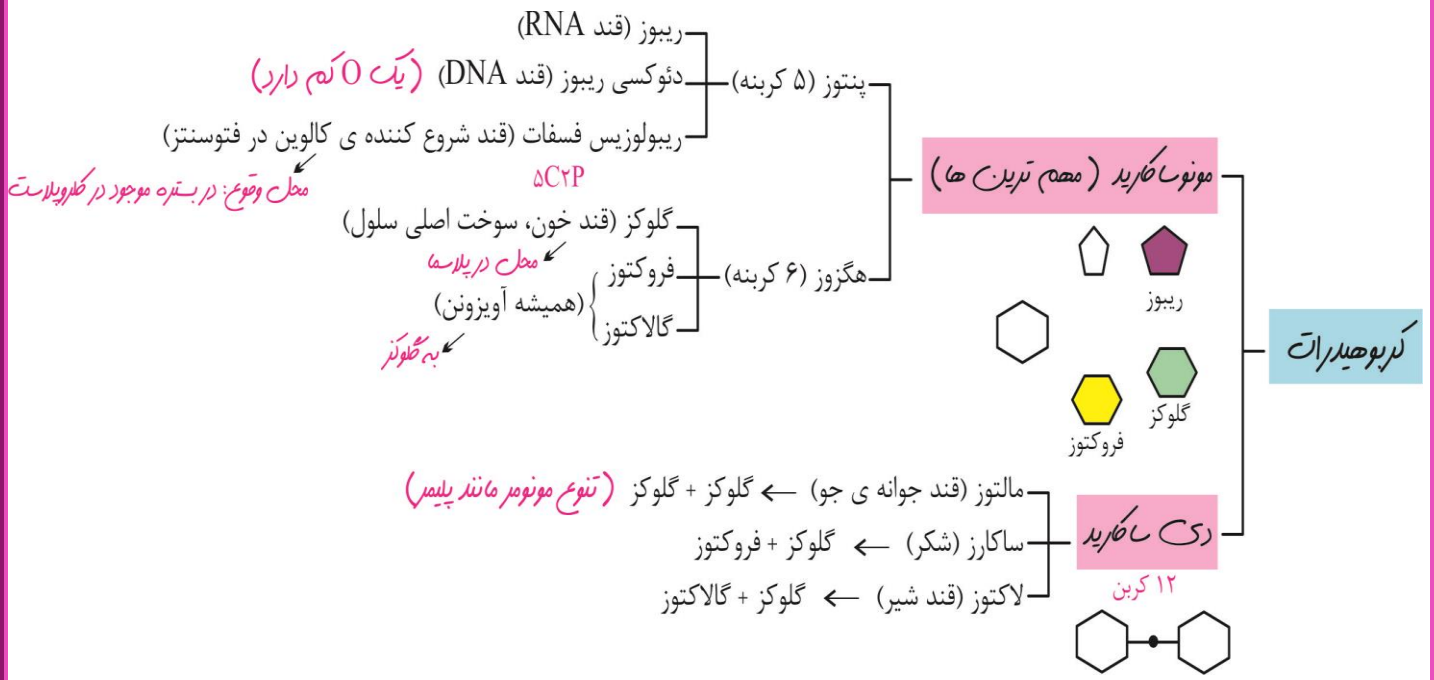 کربوهیدرات
مونوساکارید (مهم ترین ها)
پنتوز (۵ کربنه)
ریبوز (قند RNA)
دئوکسی ریبوز (قند DNA) (یک O کم دارد)
ریبولوزیس فسفات (قند شروع کننده ی کالوین در فتوسنتز)
محل وقوع: در بستره موجود در کلروپلاست
۵C۲P
هگزوز (۶ کربنه)
گلوکز (قند خون، سوخت اصلی سلول)
محل در پلاسما
فروکتوز
گالاکتوز
(همیشه آویزونن)
به گلوکز
ریبوز
گلوکز
فروکتوز
دی ساکارید
۱۲ کربن
مالتوز (قند جوانه ی جو) ← گلوکز + گلوکز (تنوع مونومر مانند پلیمر)
ساکارز (شکر) ← گلوکز + فروکتوز
لاکتوز (قند شیر) ← گلوکز + گالاکتوز